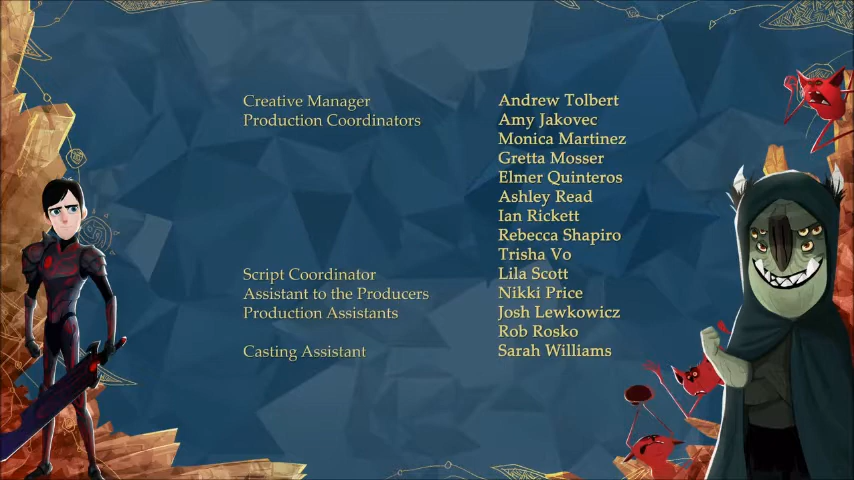 Creative Manager Andrew Tolbert
Production Coordinators Amy Jakovec
Monica Martinez
Gretta Mosser
Elmer Quinteros
Ashley Read
Ian Rickett
Rebecca Shapiro
Trisha Vo
Script Coordinator Lila Scott
Assistant to the Producers Nikki Price
Production Assistants Josh Lewkowicz
Rob Rosko
Casting Assistant Sarah Williams